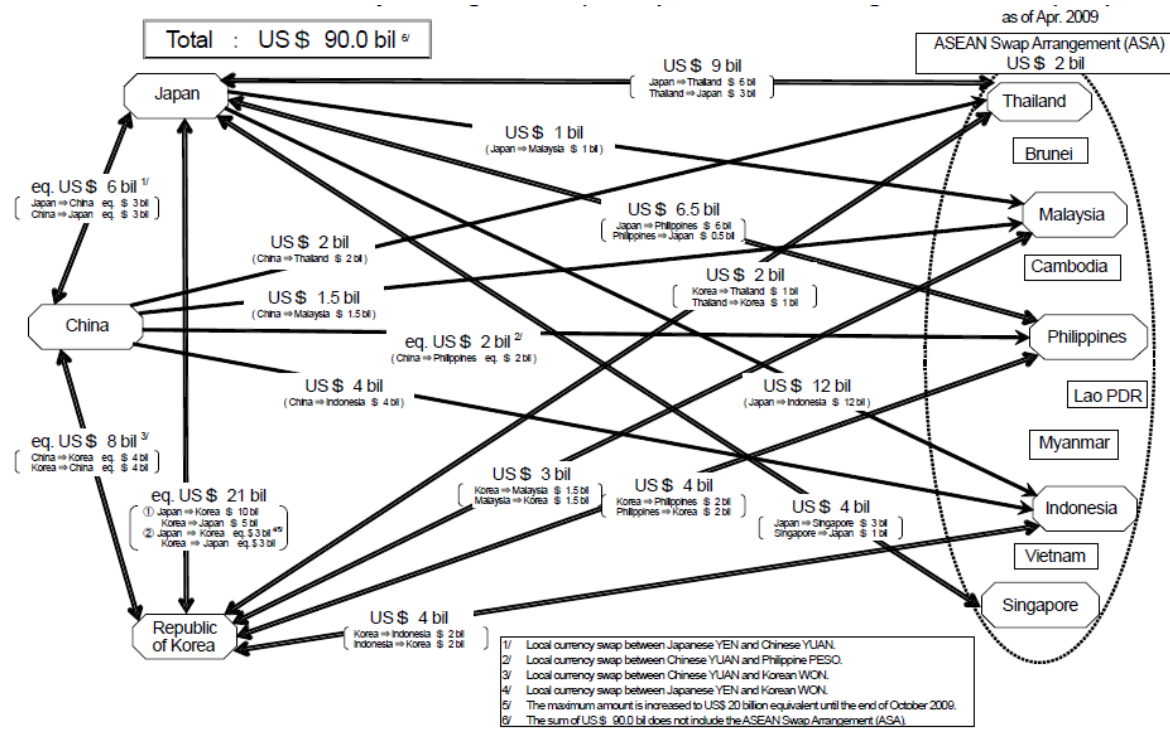 as of Apr. 2009
Total : US $ 90.0 bil 6/
ASEAN Swap Arrangement (ASA)
US $ 2 bil
Japan
US $ 9 bil
Japan ⇒ Thailand $ 6 bil
Thailand ⇒ Japan $ 3 bil
Thailand
US $ 1 bil
( Japan ⇒ Malaysia $ 1 bil )
Brunei
eq. US $ 6 bil 1/
Japan ⇒ China eq. $ 3 bil
China ⇒ Japan eq. $ 3 bil
US $ 6.5 bil
Japan ⇒ Philippines $ 6 bil
Philippines ⇒ Japan $ 0.5 bil
Malaysia
US $ 2 bil
( China ⇒ Thailand $ 2 bil )
US $ 2 bil
Korea ⇒ Thailand $ 1 bil
Thailand ⇒ Korea $ 1 bil
Cambodia
US $ 1.5 bil
( China ⇒ Malaysia $ 1.5 bil )
China
eq. US $ 2 bil 2/
( China ⇒ Philippines eq. $ 2 bil )
Philippines
US $ 4 bil
( China ⇒ Indonesia $ 4 bil )
US $ 12 bil
( Japan ⇒ Indonesia $ 12 bil )
Lao PDR
eq. US $ 8 bil 3/
China ⇒ Korea eq. $ 4 bil
Korea ⇒ China eq. $ 4 bil
Myanmar
eq. US $ 21 bil
① Japan ⇒ Korea $ 10 bil
Korea ⇒ Japan $ 5 bil
② Japan ⇒ Korea eq. $ 3 bil 4/5/
Korea ⇒ Japan eq. $ 3 bil
US $ 3 bil
Korea ⇒ Malaysia $ 1.5 bil
Malaysia ⇒ Korea $ 1.5 bil
US $ 4 bil
Korea ⇒ Philippines $ 2 bil
Philippines ⇒ Korea $ 2 bil
US $ 4 bil
Japan ⇒ Singapore $ 3 bil
Singapore ⇒ Japan $ 1 bil
Indonesia
Vietnam
Singapore
Republic
of Korea
US $ 4 bil
Korea ⇒ Indonesia $ 2 bil
Indonesia ⇒ Korea $ 2 bil
1/ Local currency swap between Japanese YEN and Chinese YUAN.
2/ Local currency swap between Chinese YUAN and Philippine PESO.
3/ Local currency swap between Chinese YUAN and Korean WON.
4/ Local currency swap between Japanese YEN and Korean WON.
5/ The maximum amount is increased to US$ 20 billion equivalent until the end of October 2009.
6/ The sum of US $ 90.0 bil does not include the ASEAN Swap Arrangement (ASA).